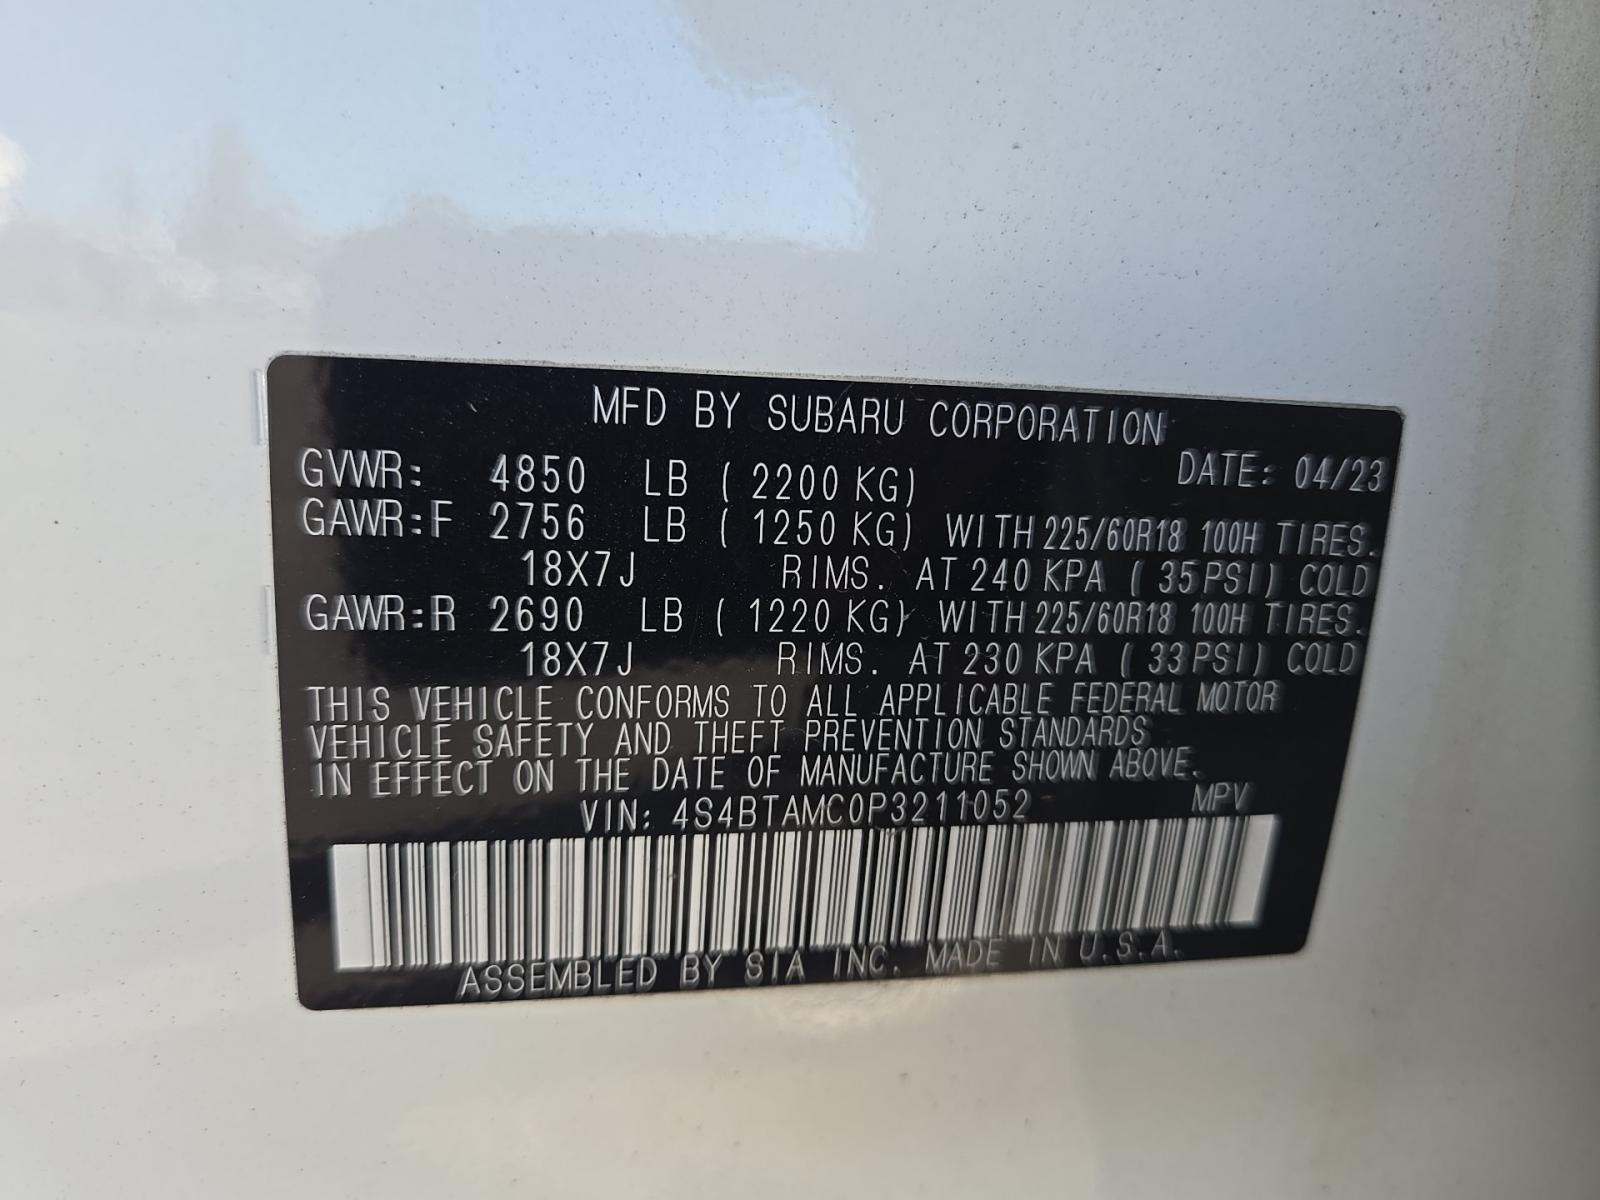 MFD BY SUBARU CORPORATION
GVWR: 4850 LB ( 2200 KG) DATE: 04/23
GAWR:F 2756 LB ( 1250 KG) WITH 225/60R18 100H TIRES.
18X7J RIMS. AT 240 KPA ( 35PSI) COLD
GAWR:R 2690 LB ( 1220 KG) WITH 225/60R18 100H TIRES.
18X7J RIMS. AT 230 KPA ( 33PSI) COLD
THIS VEHICLE CONFORMS TO ALL APPLICABLE FEDERAL MOTOR
VEHICLE SAFETY AND THEFT PREVENTION STANDARDS
IN EFFECT ON THE DATE OF MANUFACTURE SHOWN ABOVE.
VIN: 4S4BTAMC0P3211052 MPV
ASSEMBLED BY SIA INC. MADE IN U.S.A.